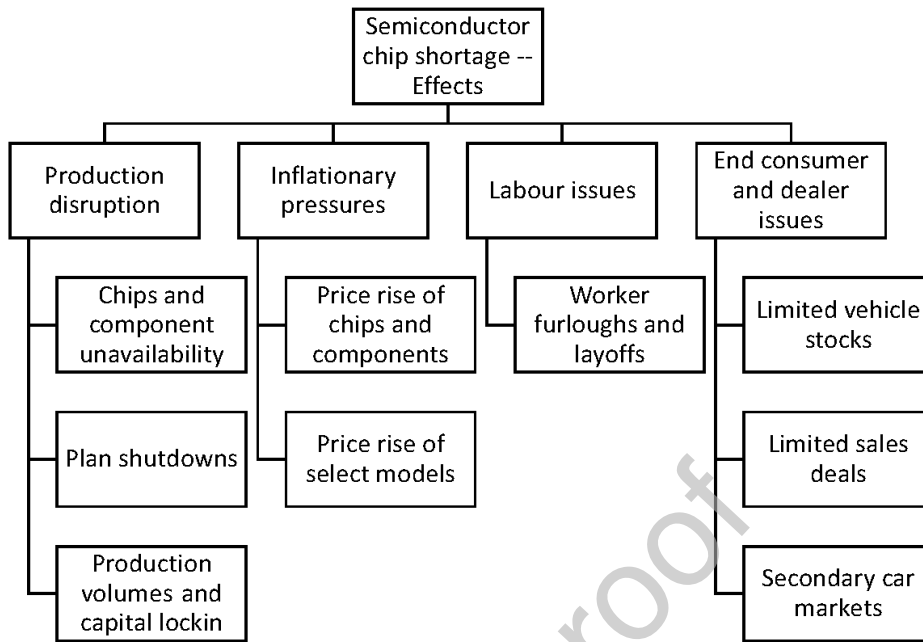 Semiconductor
chip shortage --
Effects
Production
disruption
Inflationary
pressures
Labour issues
End consumer
and dealer
issues
Chips and
component
unavailability
Price rise of
chips and
components
Worker
furloughs and
layoffs
Limited vehicle
stocks
Plan shutdowns
Price rise of
select models
Limited sales
deals
Production
volumes and
capital lockin
Secondary car
markets
roof